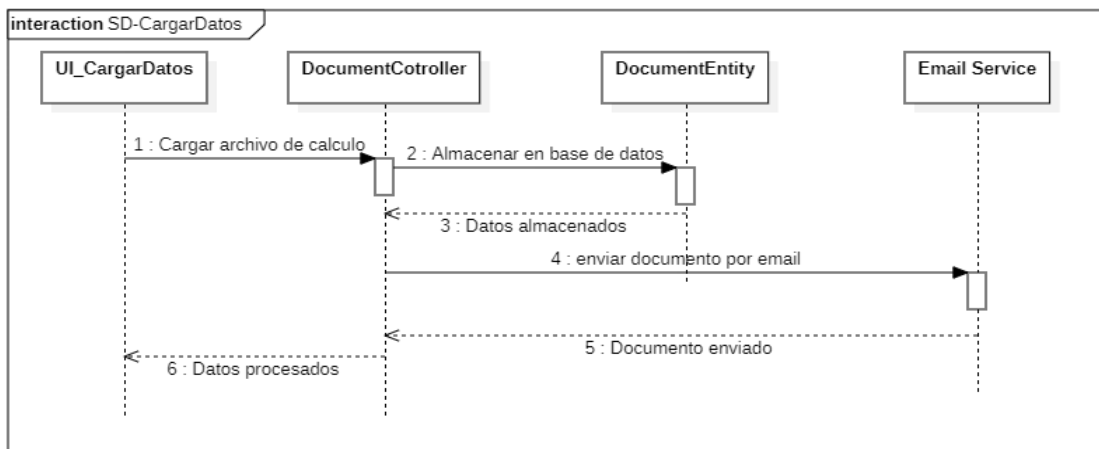 interaction SD-CargarDatos
UI_CargarDatos
DocumentCotroller
DocumentEntity
Email Service
1 : Cargar archivo de calculo
2 : Almacenar en base de datos
3 : Datos almacenados
4 : enviar documento por email
5 : Documento enviado
6 : Datos procesados